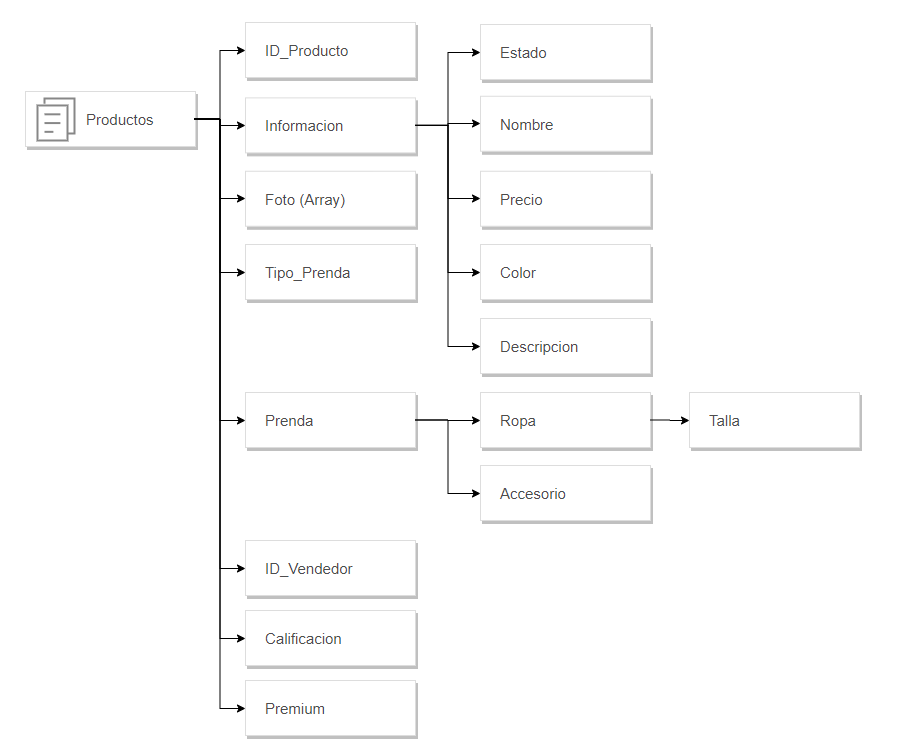 Productos
ID_Producto
Informacion
Estado
Nombre
Precio
Color
Descripcion
Foto (Array)
Tipo_Prenda
Prenda
Ropa
Talla
Accesorio
ID_Vendedor
Calificacion
Premium